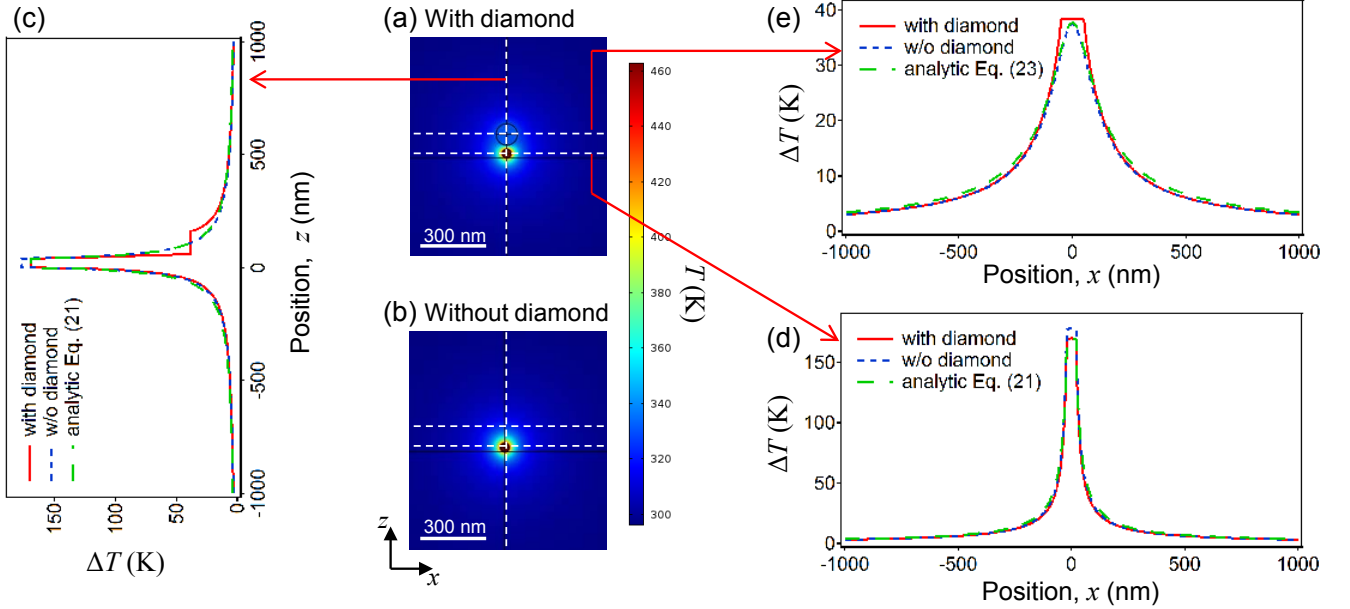 (c)
with diamond
w/o diamond
analytic Eq. (21)
1000
500
0
-500
-1000
Position, z (nm)
150
100
50
0
ΔT (K)
(a) With diamond
300 nm
(b) Without diamond
300 nm
z
x
460
440
420
400
380
360
340
320
300
T (K)
(e)
with diamond
w/o diamond
analytic Eq. (23)
40
30
20
10
0
ΔT (K)
-1000 -500 0 500 1000
Position, x (nm)
(d)
with diamond
w/o diamond
analytic Eq. (21)
150
100
50
0
ΔT (K)
-1000 -500 0 500 1000
Position, x (nm)